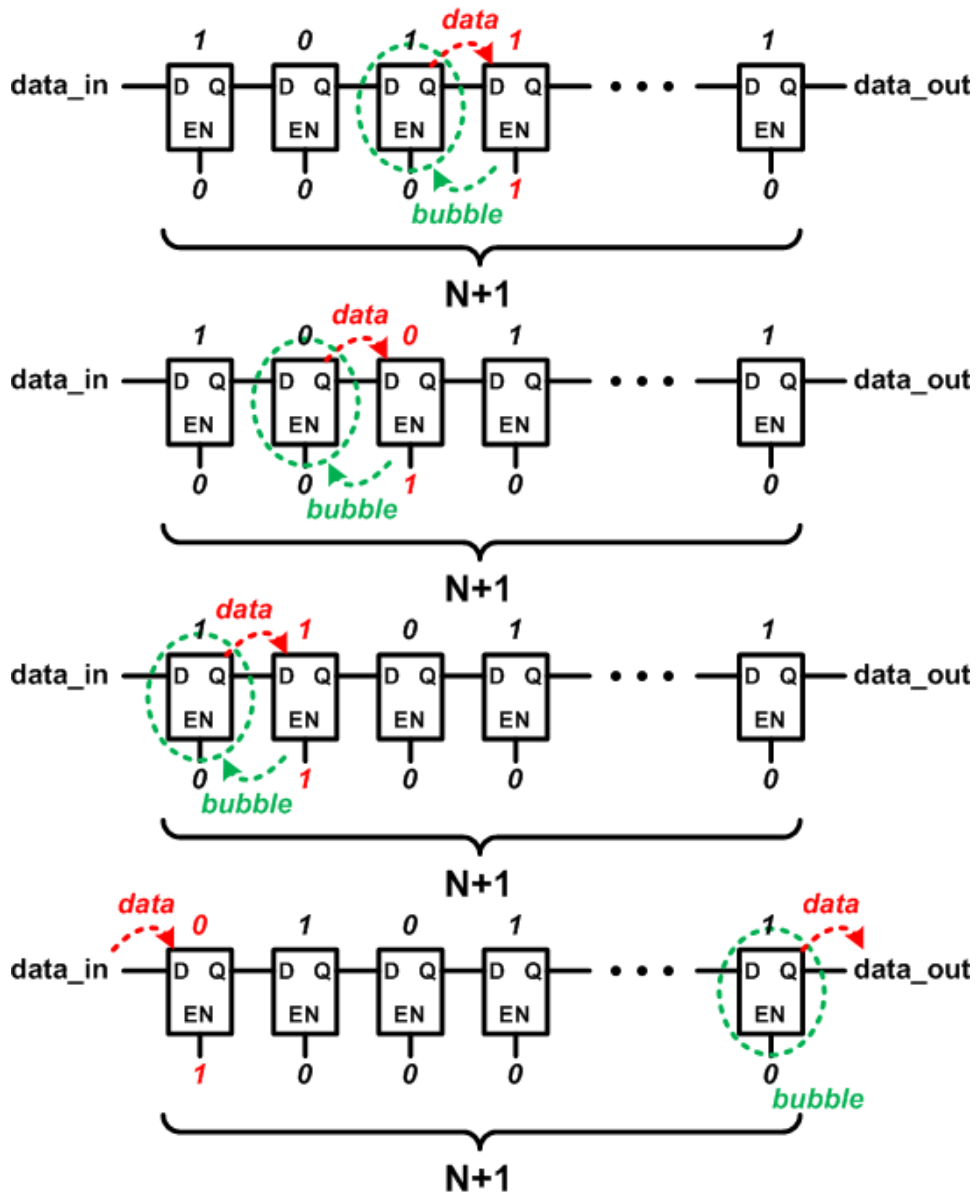 data
1 0 1 1 1
data_in D Q D Q D Q D Q • • • D Q data_out
EN EN EN EN EN
0 0 0 1 0
bubble
N+1
data
1 0 0 1 1
data_in D Q D Q D Q D Q • • • D Q data_out
EN EN EN EN EN
0 0 1 0 0
bubble
N+1
data
1 1 0 1 1
data_in D Q D Q D Q D Q • • • D Q data_out
EN EN EN EN EN
0 1 0 0 0
bubble
N+1
data data
0 1 0 1 1
data_in D Q D Q D Q D Q • • • D Q data_out
EN EN EN EN EN
1 0 0 0 0
bubble
N+1